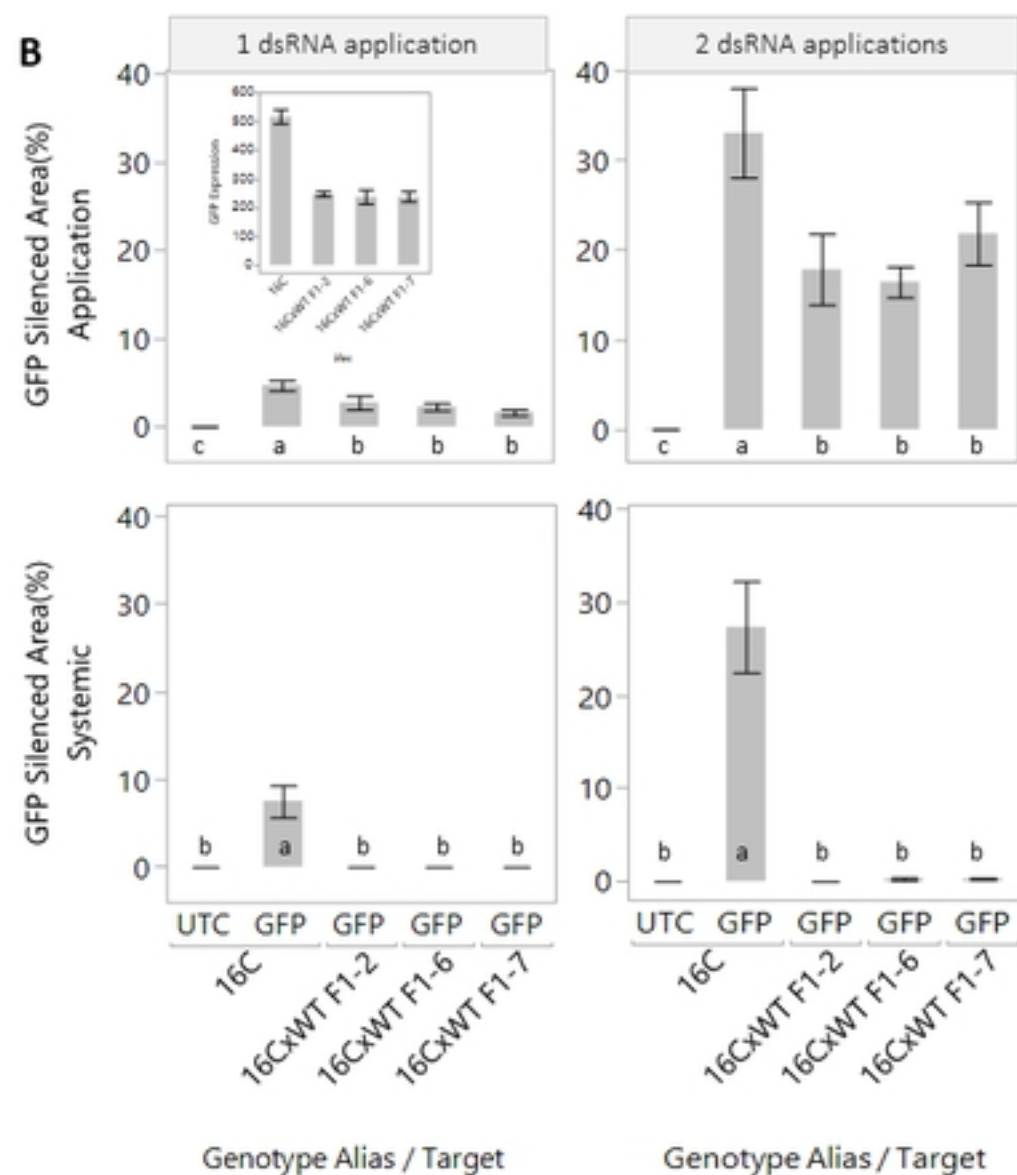 B
1 dsRNA application
2 dsRNA applications
GFP Silenced Area(%)
Application
40
30
20
10
0
GFP Expression
600
500
400
300
200
100
0
16C
16CxWT F1-2
16CxWT F1-6
16CxWT F1-7
c
a
b
b
b
40
30
20
10
0
c
a
b
b
b
GFP Silenced Area(%)
Systemic
40
30
20
10
0
b
a
b
b
b
40
30
20
10
0
b
a
b
b
b
UTC GFP GFP GFP GFP
16C
16CxWT F1-2
16CxWT F1-6
16CxWT F1-7
UTC GFP GFP GFP GFP
16C
16CxWT F1-2
16CxWT F1-6
16CxWT F1-7
Genotype Alias / Target
Genotype Alias / Target